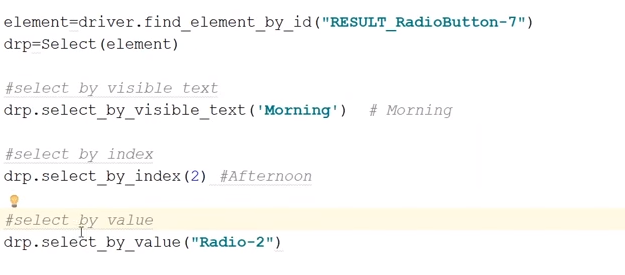 element=driver.find_element_by_id("RESULT_RadioButton-7")
drp=Select(element)
#select by visible text
drp.select_by_visible_text('Morning')  # Morning
#select by index
drp.select_by_index(2) #Afternoon
#select by value
drp.select_by_value("Radio-2")